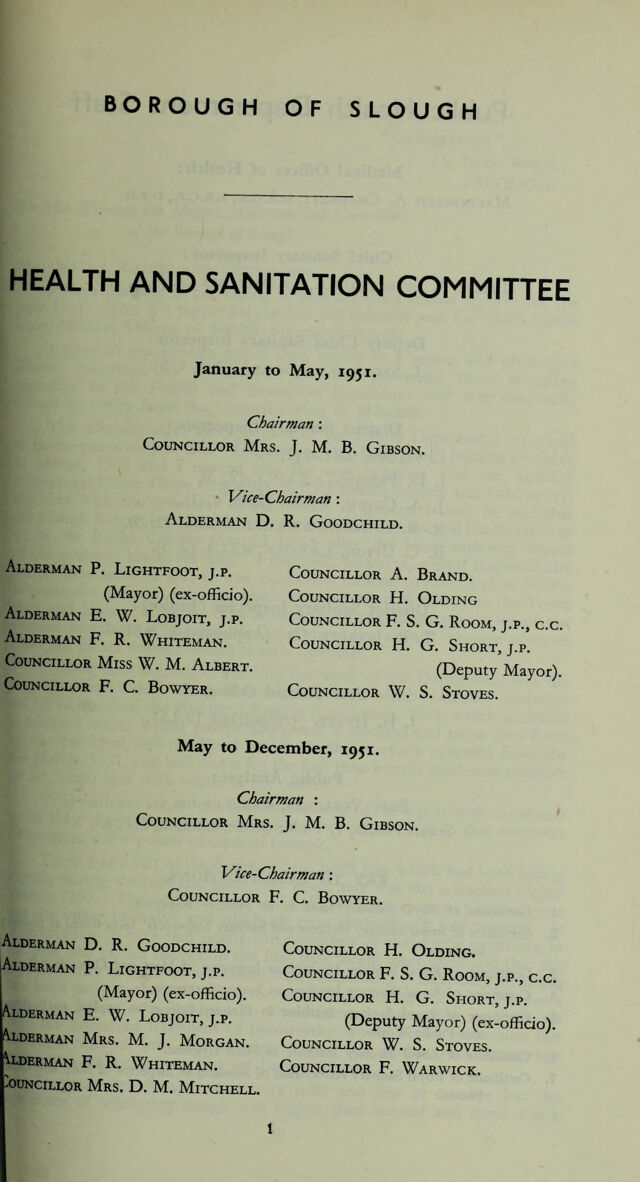 BOROUGH OF SLOUGH
HEALTH AND SANITATION COMMITTEE
January to May, 1951.
Chairman :
COUNCILLOR MRS. J. M. B. GIBSON.
Vice-Chairman :
ALDERMAN D. R. GOODCHILD.
ALDERMAN P. LIGHTFOOT, J.P.
(Mayor) (ex-officio).
ALDERMAN E. W. LOBJOIT, J.P.
ALDERMAN F. R. WHITEMAN.
COUNCILLOR MISS W. M. ALBERT.
COUNCILLOR F. C. BOWYER.
COUNCILLOR A. BRAND.
COUNCILLOR H. OLDING
COUNCILLOR F. S. G. ROOM, J.P., C.C.
COUNCILLOR H. G. SHORT, J.P.
(Deputy Mayor).
COUNCILLOR W. S. STOVES.
May to December, 1951.
Chairman :
COUNCILLOR MRS. J. M. B. GIBSON.
Vice-Chairman :
COUNCILLOR F. C. BOWYER.
ALDERMAN D. R. GOODCHILD.
ALDERMAN P. LIGHTFOOT, J.P.
(Mayor) (ex-officio).
ALDERMAN E. W. LOBJOIT, J.P.
ALDERMAN MRS. M. J. MORGAN.
ALDERMAN F. R. WHITEMAN.
COUNCILLOR MRS. D. M. MITCHELL.
COUNCILLOR H. OLDING.
COUNCILLOR F. S. G. ROOM, J.P., C.C.
COUNCILLOR H. G. SHORT, J.P.
(Deputy Mayor) (ex-officio).
COUNCILLOR W. S. STOVES.
COUNCILLOR F. WARWICK.
1